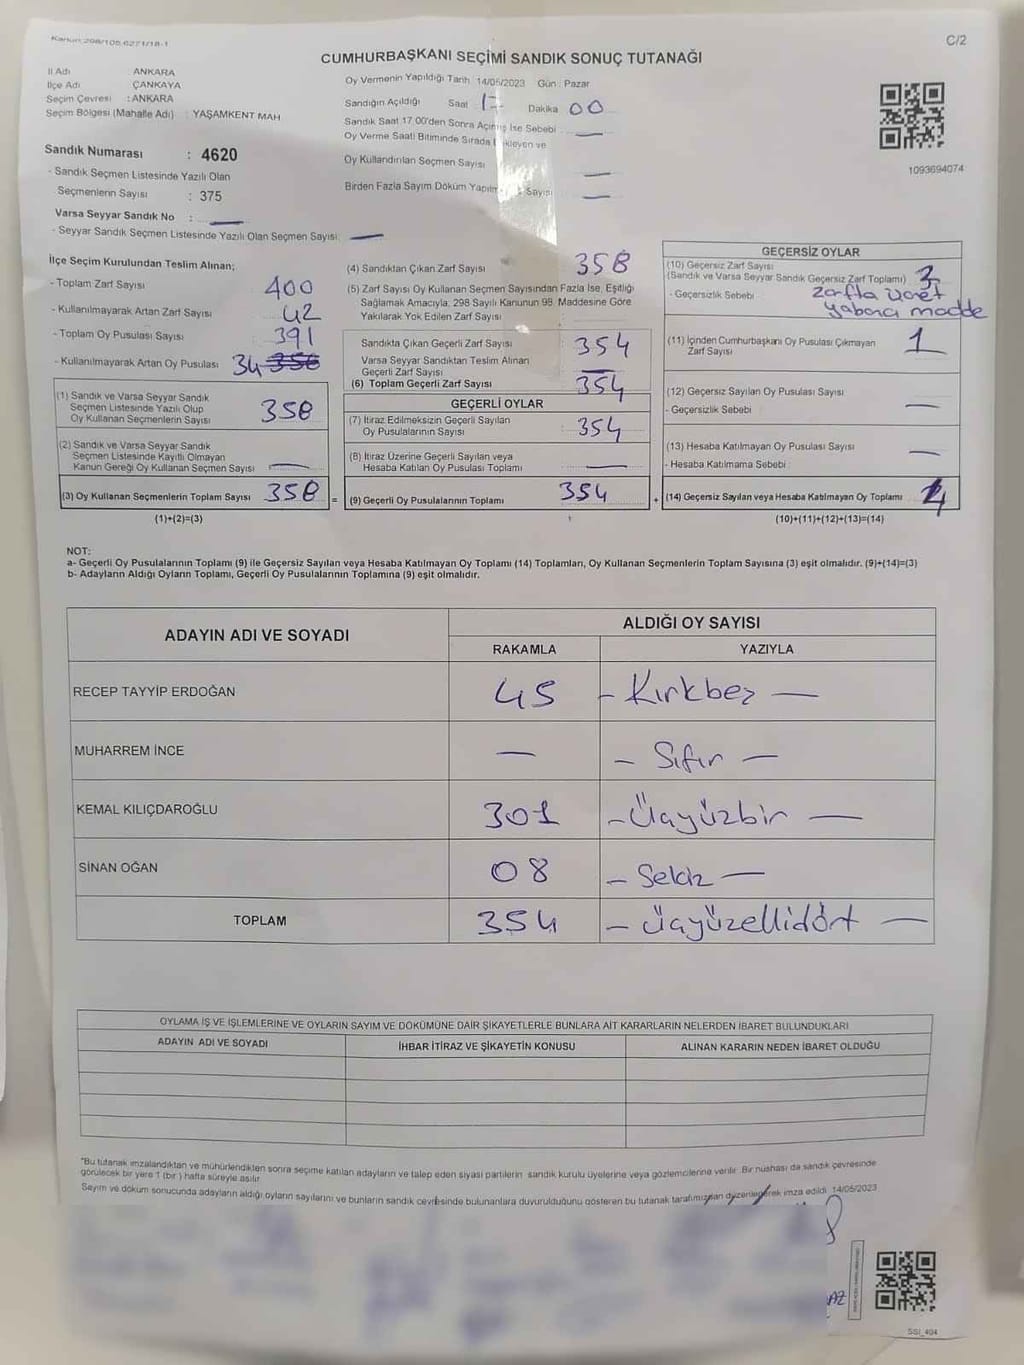 Kanun 298/105,6271/18-1
C/2
CUMHURBAŞKANI SEÇİMİ SANDIK SONUÇ TUTANAĞI
İl Adı : ANKARA
İlçe Adı : ÇANKAYA
Seçim Çevresi : ANKARA
Seçim Bölgesi (Mahalle Adı) : YAŞAMKENT MAH
Sandık Numarası : 4620
- Sandık Seçmen Listesinde Yazılı Olan
Seçmenlerin Sayısı : 375
Varsa Seyyar Sandık No : —
- Seyyar Sandık Seçmen Listesinde Yazılı Olan Seçmen Sayısı: —
Oy Vermenin Yapıldığı Tarih 14/05/2023 Gün : Pazar
Sandığın Açıldığı Saat 17 Dakika 00
Sandık Saat 17.00'den Sonra Açılmış İse Sebebi —
Oy Verme Saati Bitiminde Sırada Bekleyen ve
Oy Kullandırılan Seçmen Sayısı —
Birden Fazla Sayım Döküm Sayısı —
1093694074
İlçe Seçim Kurulundan Teslim Alınan;
- Toplam Zarf Sayısı 400
- Kullanılmayarak Artan Zarf Sayısı 42
- Toplam Oy Pusulası Sayısı 391
- Kullanılmayarak Artan Oy Pusulası 34 356
(1) Sandık ve Varsa Seyyar Sandık
Seçmen Listesinde Yazılı Olup
Oy Kullanan Seçmenlerin Sayısı 358
(2) Sandık ve Varsa Seyyar Sandık
Seçmen Listesinde Kayıtlı Olmayan
Kanun Gereği Oy Kullanan Seçmen Sayısı —
(3) Oy Kullanan Seçmenlerin Toplam Sayısı 358 =
(1)+(2)=(3)
(4) Sandıktan Çıkan Zarf Sayısı 358
(5) Zarf Sayısı Oy Kullanan Seçmen Sayısından Fazla İse, Eşitliği
Sağlamak Amacıyla, 298 Sayılı Kanunun 98. Maddesine Göre
Yakılarak Yok Edilen Zarf Sayısı
Sandıkta Çıkan Geçerli Zarf Sayısı 354
Varsa Seyyar Sandıktan Teslim Alınan
Geçerli Zarf Sayısı —
(6) Toplam Geçerli Zarf Sayısı 354
GEÇERLİ OYLAR
(7) İtiraz Edilmeksizin Geçerli Sayılan
Oy Pusulalarının Sayısı : 354
(8) İtiraz Üzerine Geçerli Sayılan veya
Hesaba Katılan Oy Pusulası Toplamı —
(9) Geçerli Oy Pusulalarının Toplamı 354 +
GEÇERSİZ OYLAR
(10) Geçersiz Zarf Sayısı
(Sandık ve Varsa Seyyar Sandık Geçersiz Zarf Toplamı) 3
- Geçersizlik Sebebi zarfta ücret
yabancı madde
(11) İçinden Cumhurbaşkanı Oy Pusulası Çıkmayan
Zarf Sayısı 1
(12) Geçersiz Sayılan Oy Pusulası Sayısı
- Geçersizlik Sebebi —
(13) Hesaba Katılmayan Oy Pusulası Sayısı —
- Hesaba Katılmama Sebebi
(14) Geçersiz Sayılan veya Hesaba Katılmayan Oy Toplamı 4
(10)+(11)+(12)+(13)=(14)
NOT:
a- Geçerli Oy Pusulalarının Toplamı (9) ile Geçersiz Sayılan veya Hesaba Katılmayan Oy Toplamı (14) Toplamları, Oy Kullanan Seçmenlerin Toplam Sayısına (3) eşit olmalıdır. (9)+(14)=(3)
b- Adayların Aldığı Oyların Toplamı, Geçerli Oy Pusulalarının Toplamına (9) eşit olmalıdır.
ADAYIN ADI VE SOYADI ALDIĞI OY SAYISI
RAKAMLA YAZIYLA
RECEP TAYYİP ERDOĞAN 45 - Kırkbeş —
MUHARREM İNCE — - Sıfır —
KEMAL KILIÇDAROĞLU 301 - Üçyüzbir —
SİNAN OĞAN 08 - Sekiz —
TOPLAM 354 - Üçyüzellidört —
OYLAMA İŞ VE İŞLEMLERİNE VE OYLARIN SAYIM VE DÖKÜMÜNE DAİR ŞİKAYETLERLE BUNLARA AİT KARARLARIN NELERDEN İBARET BULUNDUKLARI
ADAYIN ADI VE SOYADI İHBAR İTİRAZ VE ŞİKAYETİN KONUSU ALINAN KARARIN NEDEN İBARET OLDUĞU
*Bu tutanak imzalandıktan ve mühürlendikten sonra seçime katılan adayların ve talep eden siyasi partilerin sandık kurulu üyelerine veya gözlemcilerine verilir. Bir nüshası da sandık çevresinde
görülecek bir yere 1 (bir) hafta süreyle asılır.
Sayım ve döküm sonucunda adayların aldığı oyların sayılarını ve bunların sandık çevresinde bulunanlara duyurulduğunu gösteren bu tutanak tarafımızdan düzenlenerek imza edildi. 14/05/2023
AZ
SSİ_404